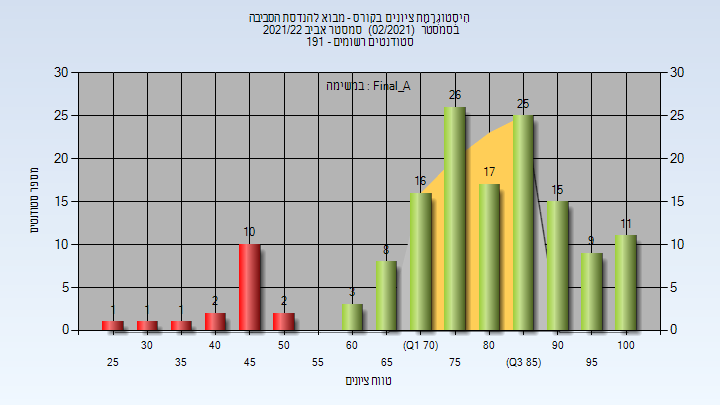 היסטוגרמת ציונים בקורס - מבוא להנדסת הסביבה
בסמסטר (02/2021) סמסטר אביב 2021/22
סטודנטים רשומים - 191
במשימה : Final_A
30 30
25 25
20 20
15 15
10 10
5 5
0 0
1 1 1 2 10 2 3 8 16 26 17 25 15 9 11
מספר סטודנטים
30 40 50 60 (Q1 70) 80 90 100
25 35 45 55 65 75 (Q3 85) 95
טווח ציונים